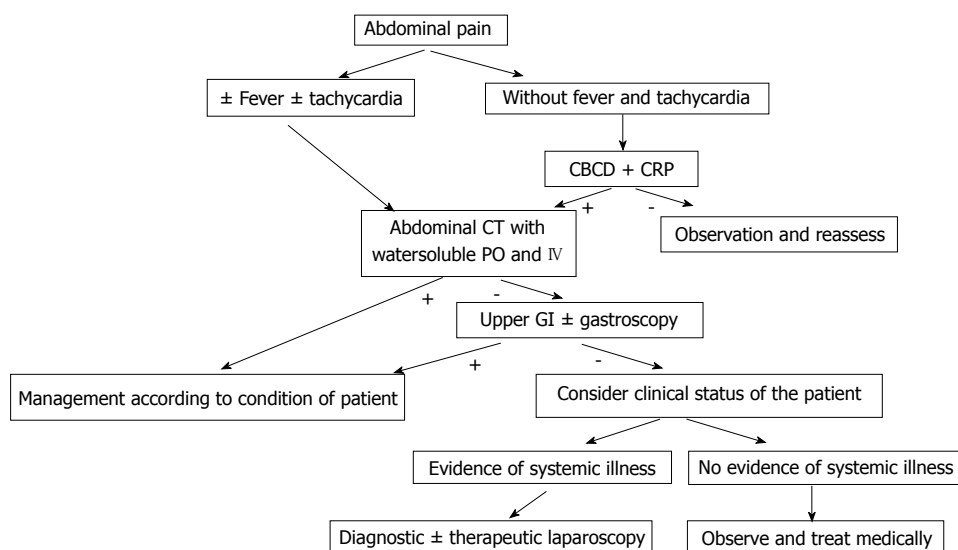 Abdominal pain
± Fever ± tachycardia
Without fever and tachycardia
CBCD + CRP
+
-
Abdominal CT with
watersoluble PO and Ⅳ
Observation and reassess
+
-
Upper GI ± gastroscopy
+
-
Management according to condition of patient
Consider clinical status of the patient
Evidence of systemic illness
No evidence of systemic illness
Diagnostic ± therapeutic laparoscopy
Observe and treat medically